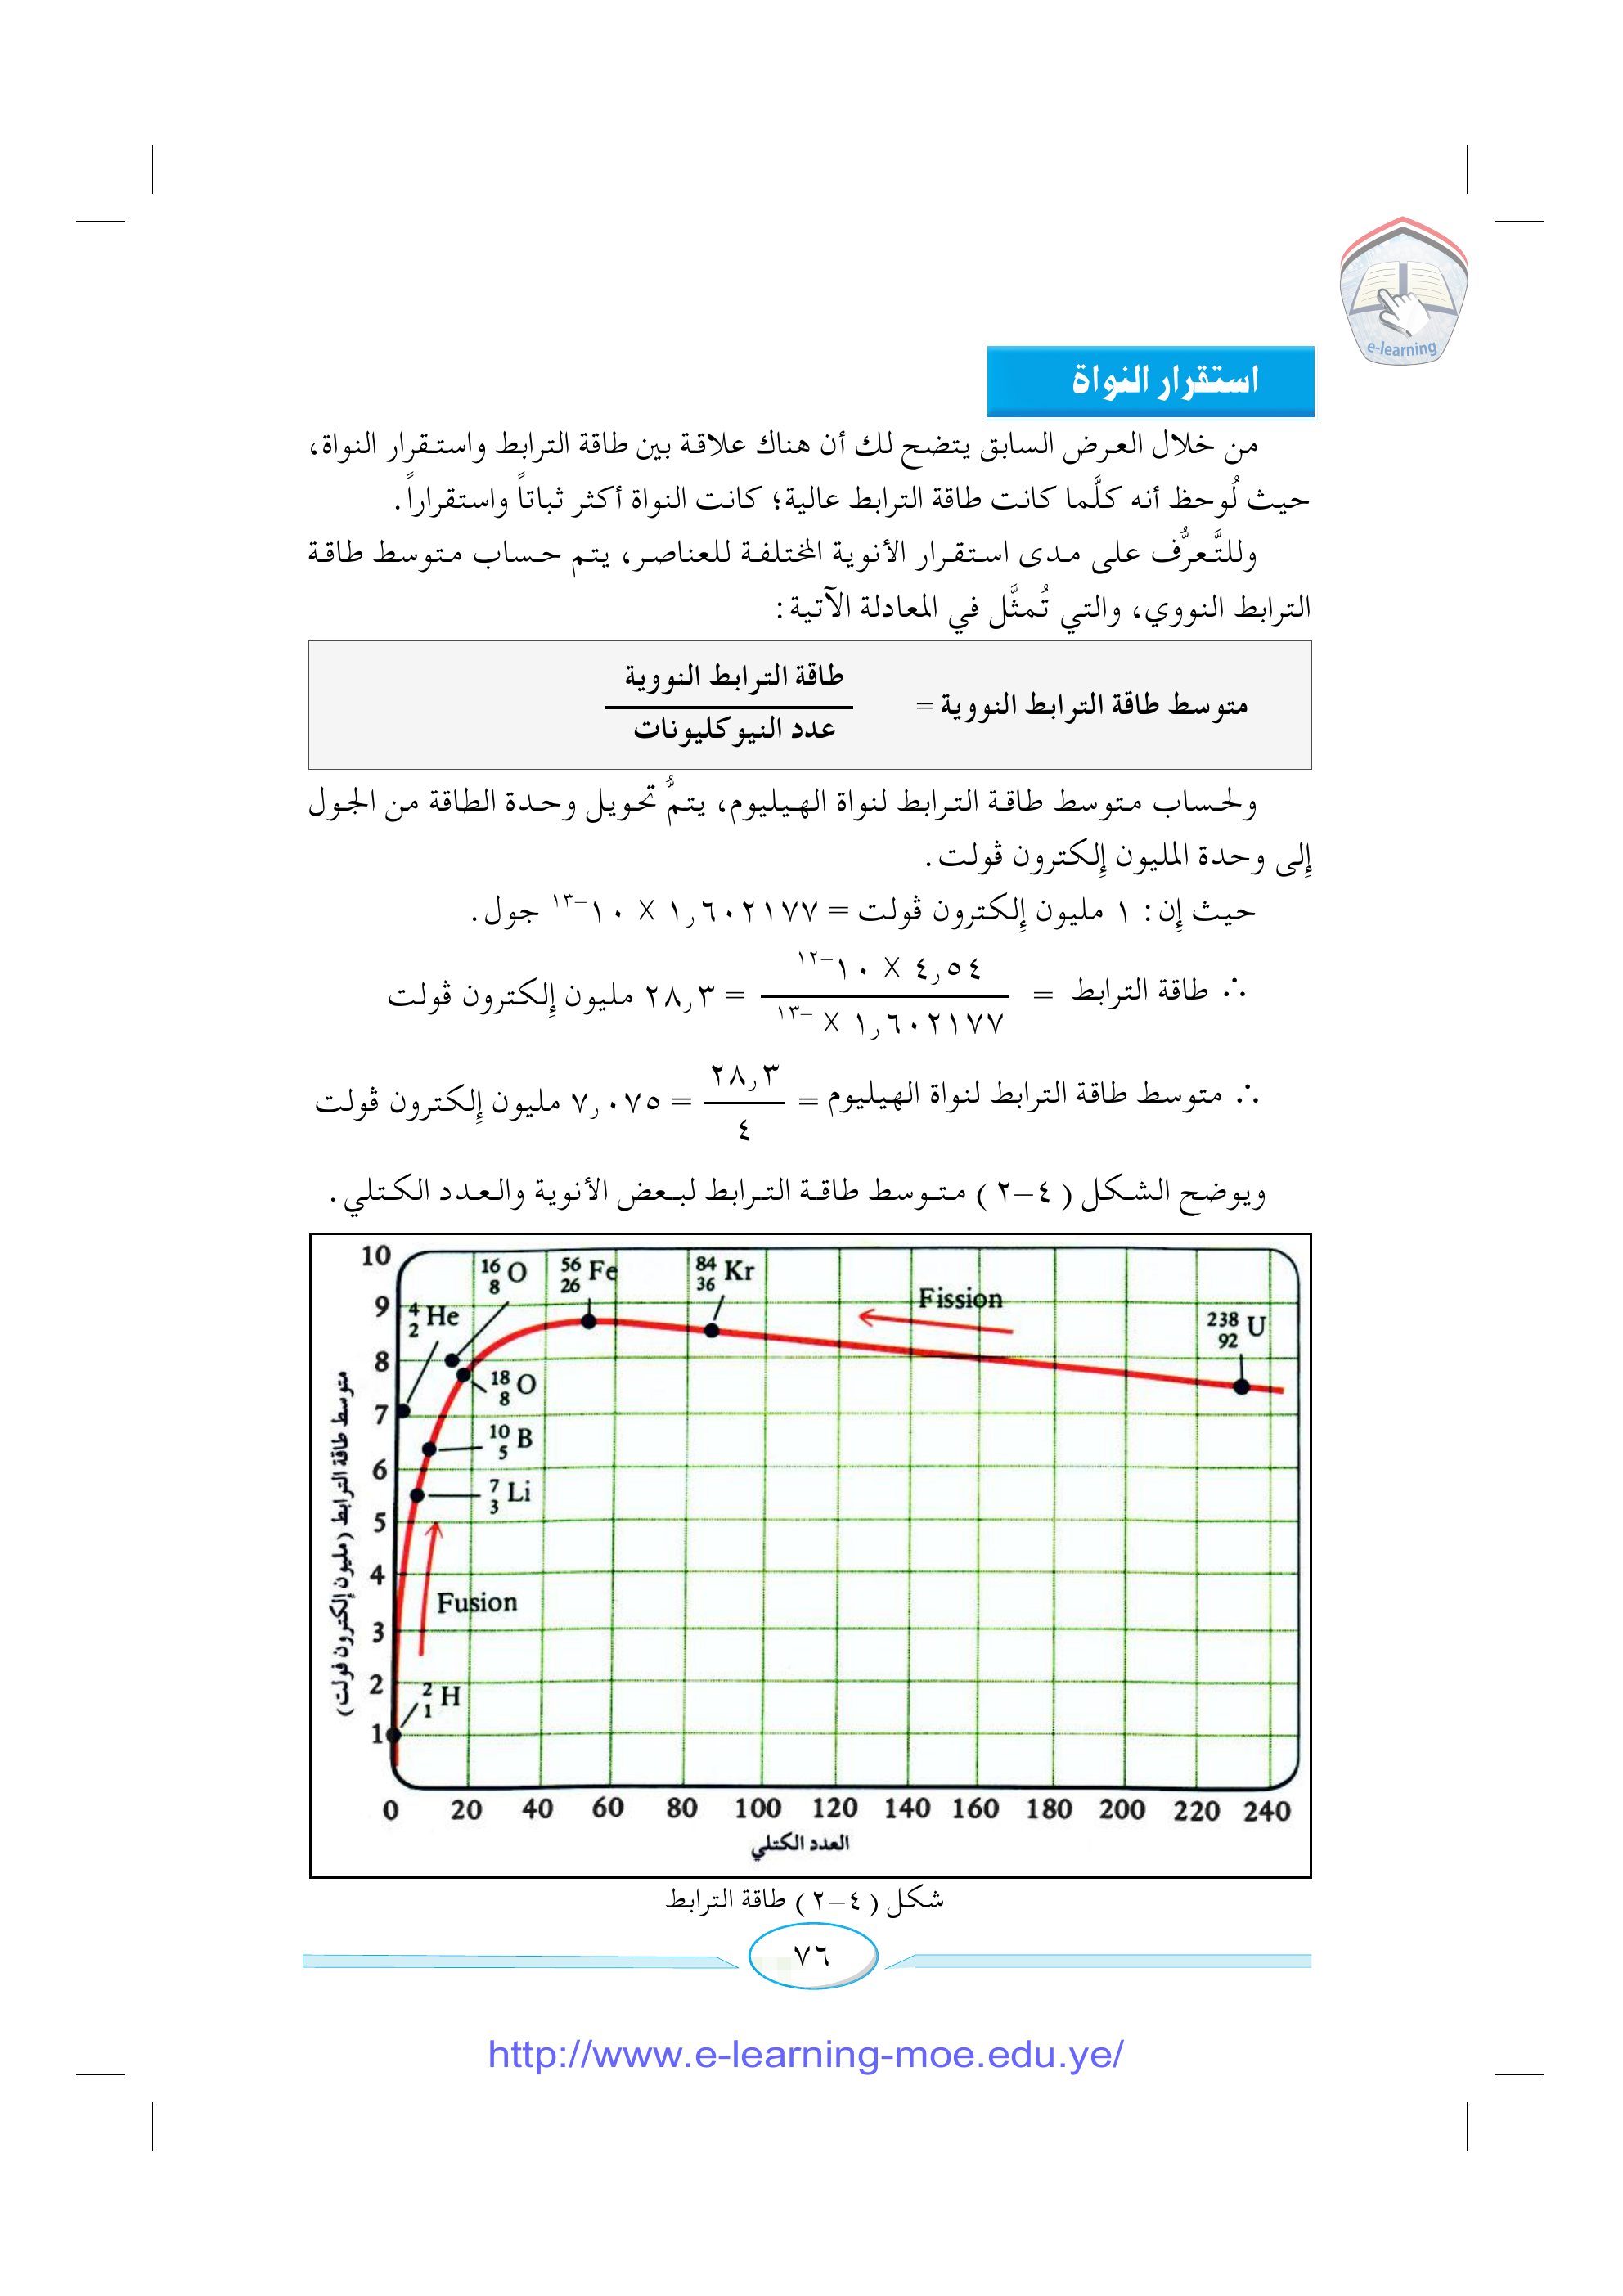 e-learning
استقرار النواة
من خلال العرض السابق يتضح لك أن هناك علاقة بين طاقة الترابط واستقرار النواة،
حيث لُوحظ أنه كلَّما كانت طاقة الترابط عالية؛ كانت النواة أكثر ثباتاً واستقراراً.
وللتَّعرُّف على مدى استقرار الأنوية المختلفة للعناصر، يتم حساب متوسط طاقة
الترابط النووي، والتي تُمثَّل في المعادلة الآتية:
متوسط طاقة الترابط النووية = طاقة الترابط النووية
عدد النيوكليونات
ولحساب متوسط طاقة الترابط لنواة الهيليوم، يتمُّ تحويل وحدة الطاقة من الجول
إلى وحدة المليون إلكترون ڤولت.
حيث إن: ١ مليون إلكترون ڤولت = ١٫٦٠٢١٧٧ × ١٠−١٣ جول.
∴ طاقة الترابط = ٤٫٥٤ × ١٠−١٢ = ٢٨٫٣ مليون إلكترون ڤولت
١٫٦٠٢١٧٧ × −١٣
∴ متوسط طاقة الترابط لنواة الهيليوم = ٢٨٫٣ = ٧٫٠٧٥ مليون إلكترون ڤولت
٤
ويوضح الشكل (٤–٢) متوسط طاقة الترابط لبعض الأنوية والعدد الكتلي.
متوسط طاقة الترابط (مليون إلكترون فولت)
10
9
8
7
6
5
4
3
2
1
16 8 O
56 26 Fe
84 36 Kr
Fission
4 2 He
238 92 U
18 8 O
10 5 B
7 3 Li
Fusion
2 1 H
0 20 40 60 80 100 120 140 160 180 200 220 240
العدد الكتلي
شكل (٤–٢) طاقة الترابط
٧٦
http://www.e-learning-moe.edu.ye/